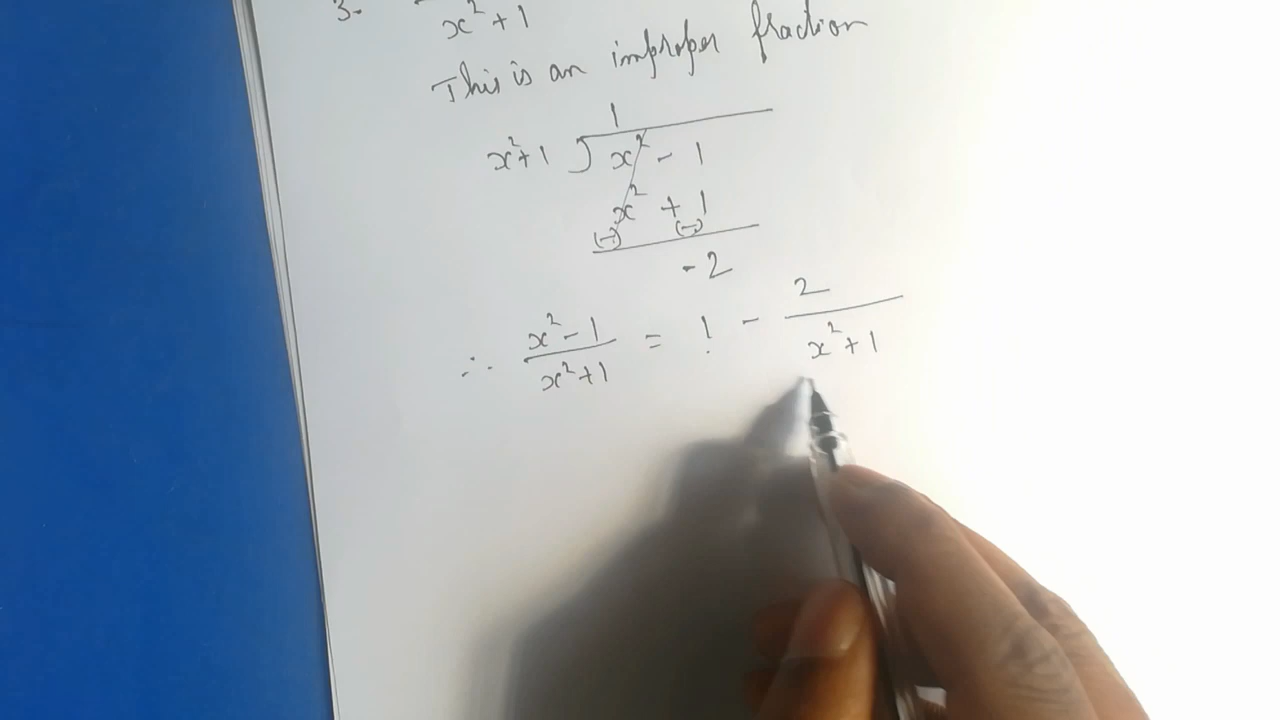 3.
x² + 1
This is an improper fraction
1
x²+1 ) x² - 1
x² + 1
(-) (-)
-2
∴ x² - 1 / x² + 1 = 1 - 2 / x² + 1